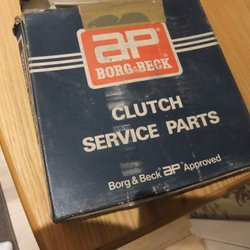 ap
BORG & BECK
CLUTCH
SERVICE PARTS
Borg & Beck ap Approved